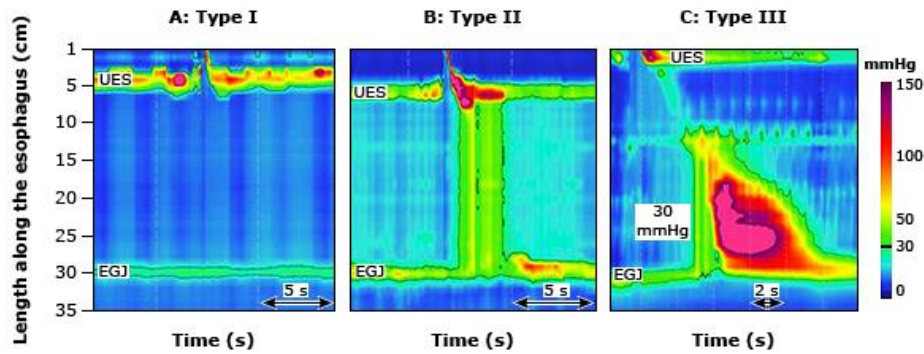 A: Type I
B: Type II
C: Type III
Length along the esophagus (cm)
1
5
10
15
20
25
30
35
UES
EGJ
5 s
UES
EGJ
5 s
UES
30
mmHg
EGJ
2 s
mmHg
150
100
50
30
0
Time (s)
Time (s)
Time (s)